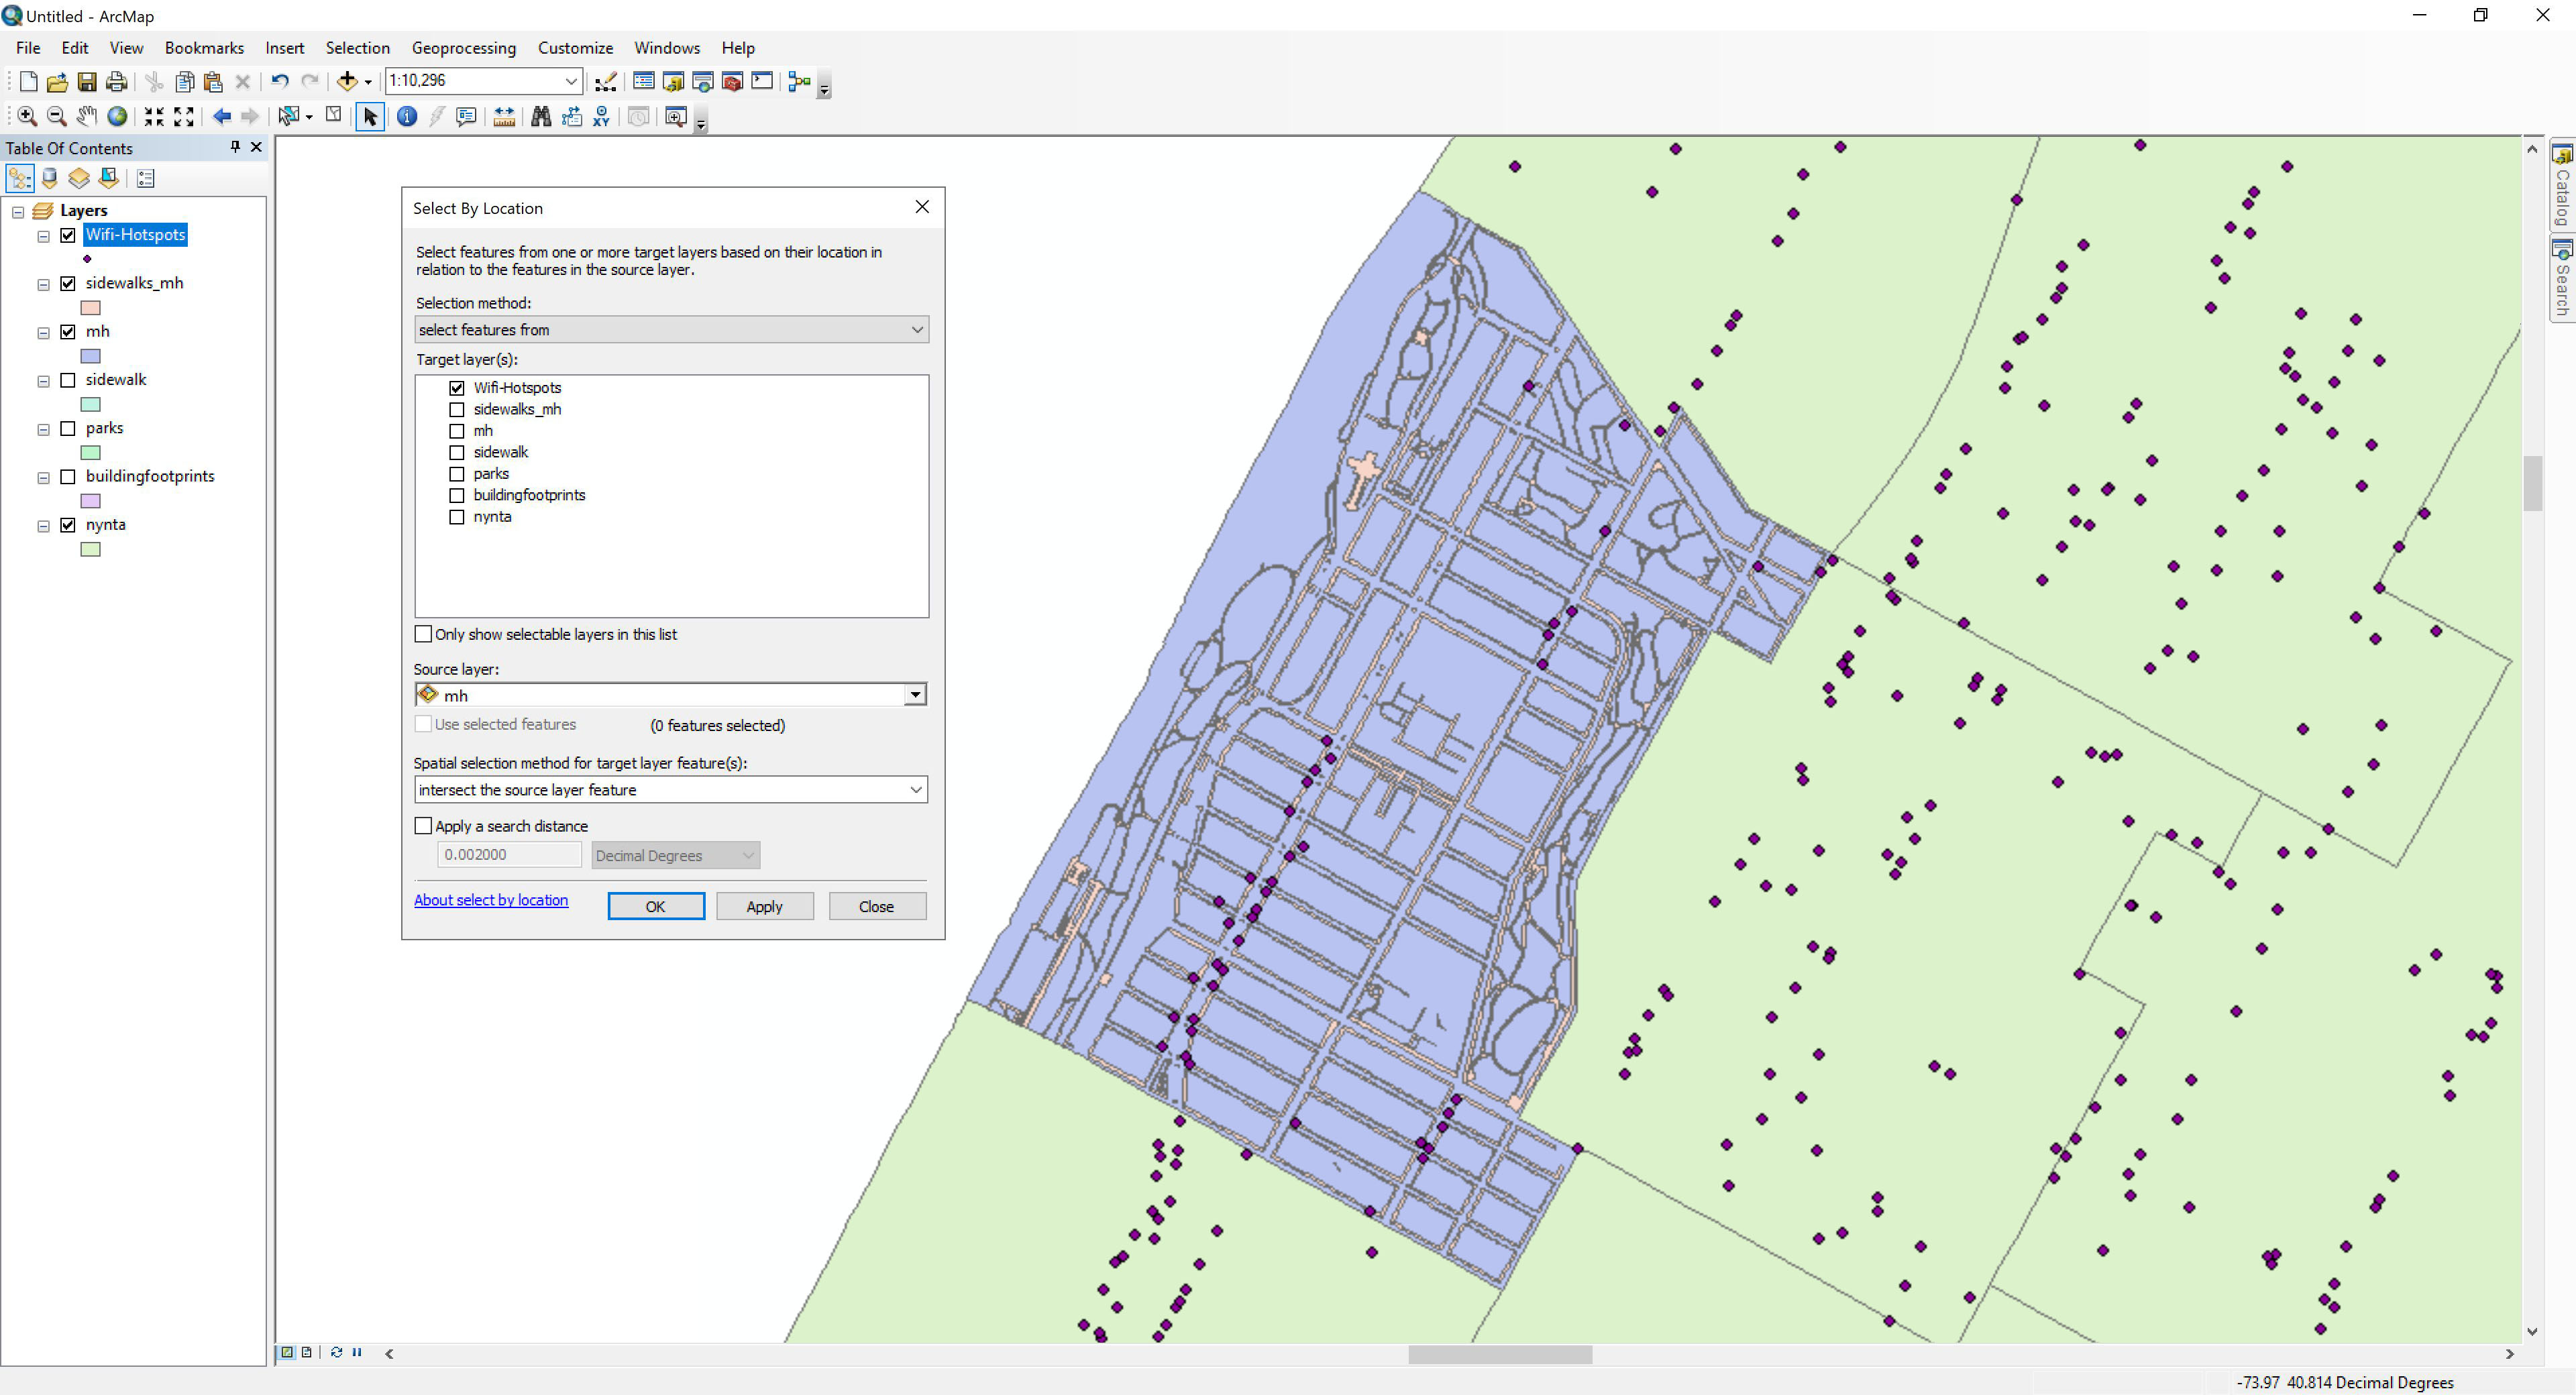 Untitled - ArcMap
File Edit View Bookmarks Insert Selection Geoprocessing Customize Windows Help
1:10,296
XY
Table Of Contents
Layers
Wifi-Hotspots
sidewalks_mh
mh
sidewalk
parks
buildingfootprints
nynta
Select By Location
Select features from one or more target layers based on their location in
relation to the features in the source layer.
Selection method:
select features from
Target layer(s):
Wifi-Hotspots
sidewalks_mh
mh
sidewalk
parks
buildingfootprints
nynta
Only show selectable layers in this list
Source layer:
mh
Use selected features (0 features selected)
Spatial selection method for target layer feature(s):
intersect the source layer feature
Apply a search distance
0.002000 Decimal Degrees
About select by location OK Apply Close
Catalog
Search
-73.97 40.814 Decimal Degrees